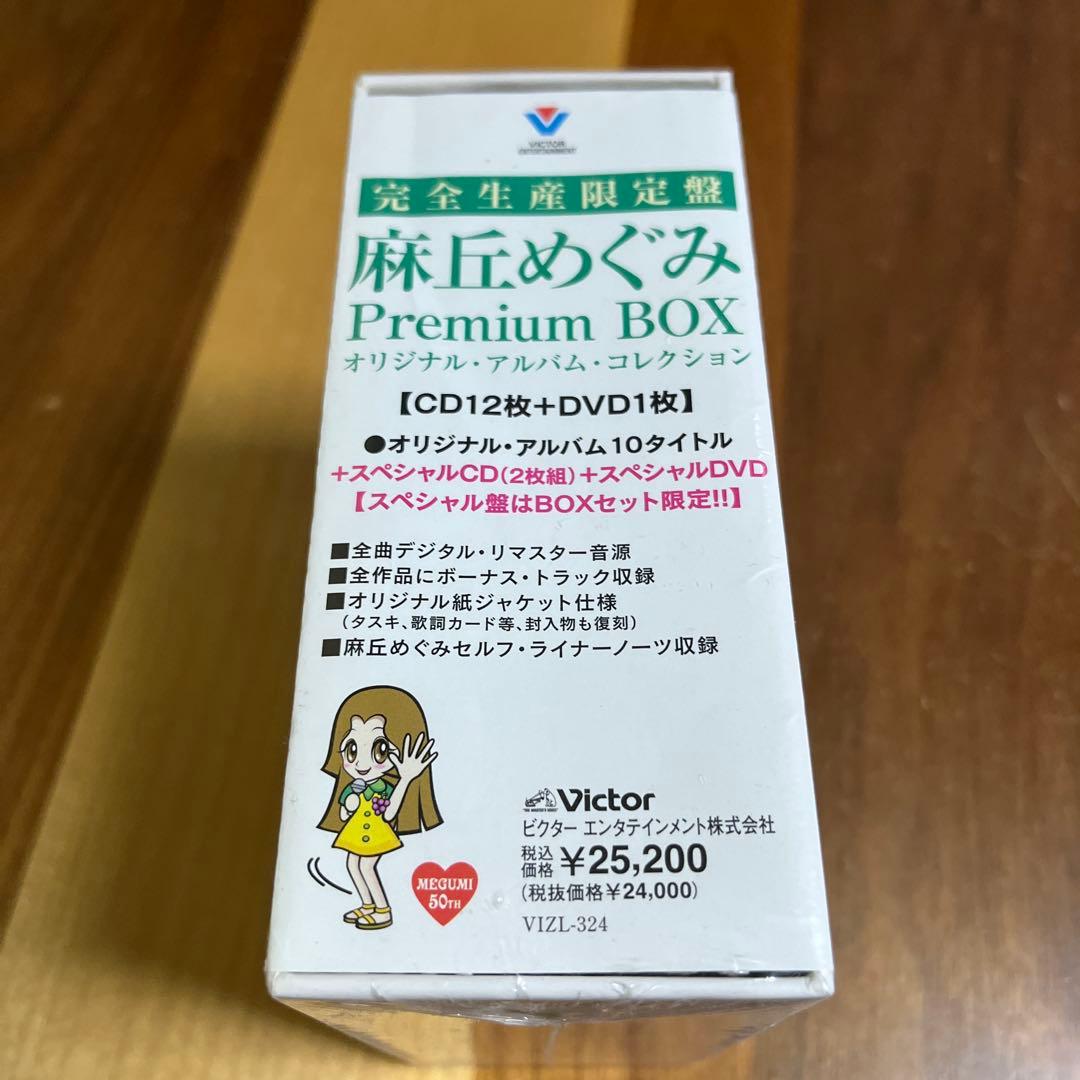 VICTOR
ENTERTAINMENT
完全生産限定盤
麻丘めぐみ
Premium BOX
オリジナル・アルバム・コレクション
【CD12枚+DVD1枚】
●オリジナル・アルバム10タイトル
+スペシャルCD(2枚組)+スペシャルDVD
【スペシャル盤はBOXセット限定!!】
■全曲デジタル・リマスター音源
■全作品にボーナス・トラック収録
■オリジナル紙ジャケット仕様
(タスキ、歌詞カード等、封入物も復刻)
■麻丘めぐみセルフ・ライナーノーツ収録
MEGUMI
50TH
Victor
ビクター エンタテインメント株式会社
税込価格 ¥25,200
(税抜価格¥24,000)
VIZL-324